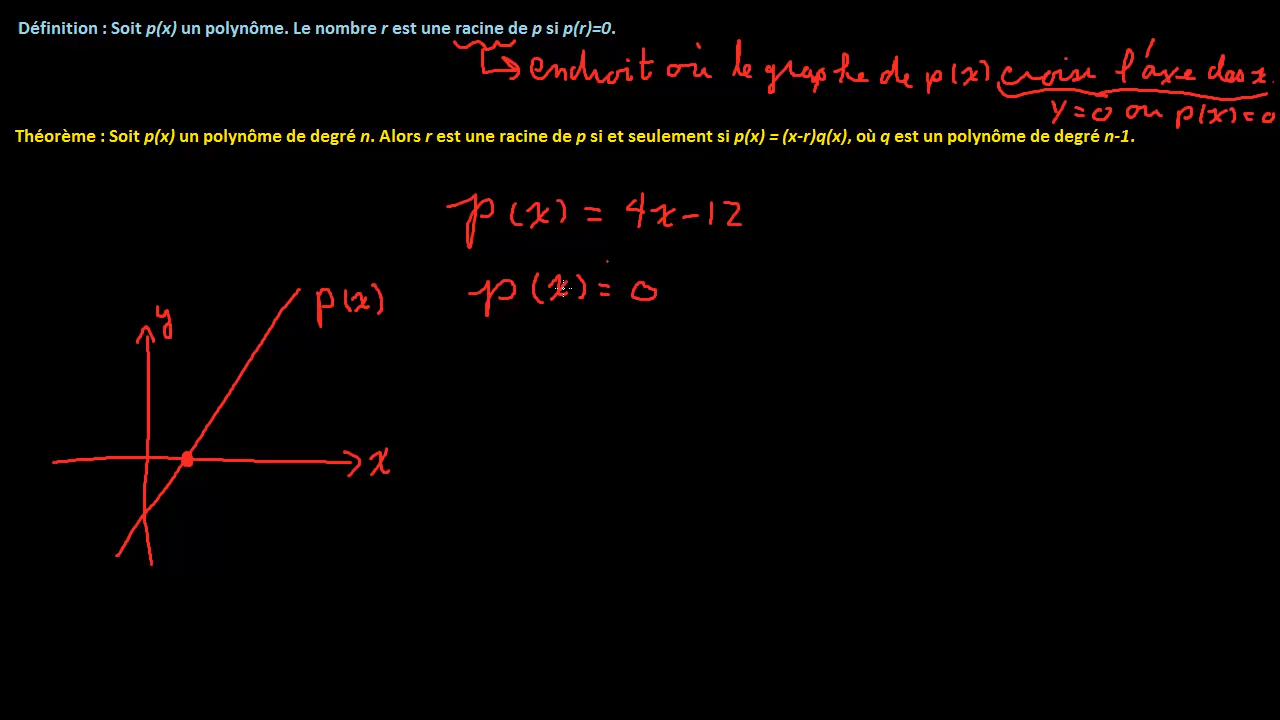 Définition : Soit p(x) un polynôme. Le nombre r est une racine de p si p(r)=0.
endroit où le graphe de p(x) croise l'axe des x.
y=0 ou p(x)=0
Théorème : Soit p(x) un polynôme de degré n. Alors r est une racine de p si et seulement si p(x) = (x-r)q(x), où q est un polynôme de degré n-1.
p(x) = 4x-12
p(x) = 0
p(x)
y
x